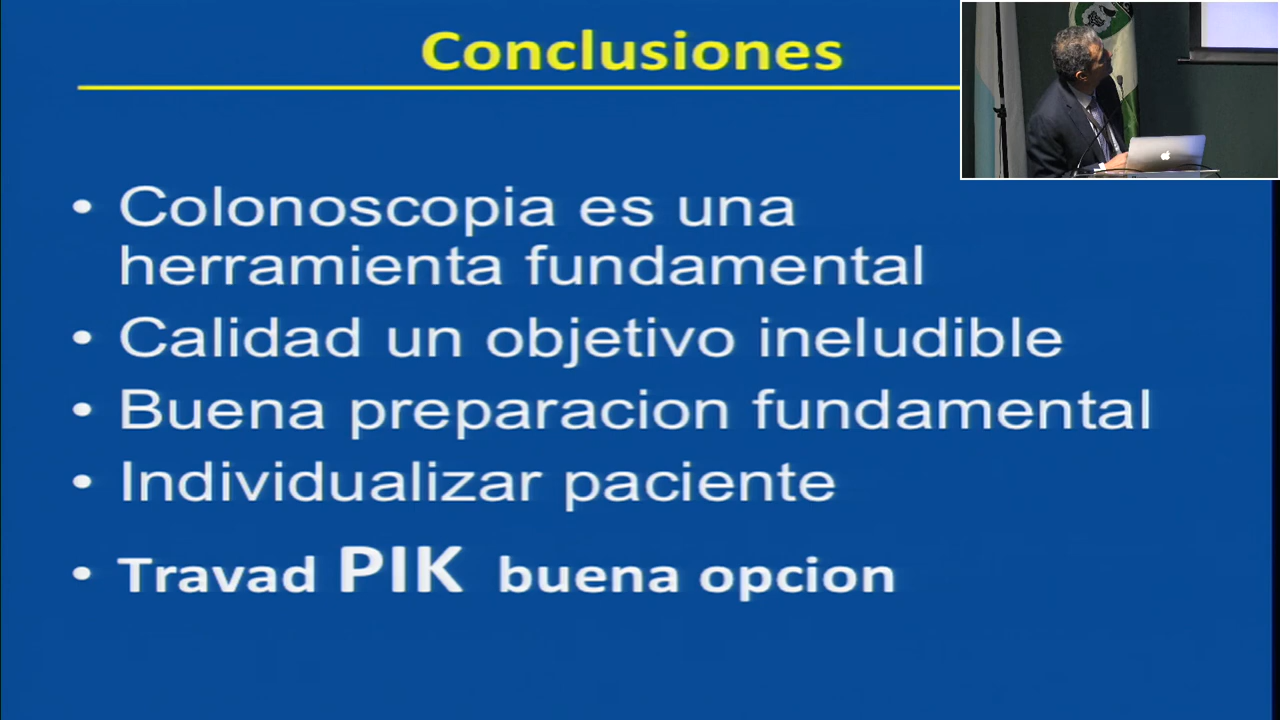 Conclusiones
• Colonoscopia es una
herramienta fundamental
• Calidad un objetivo ineludible
• Buena preparacion fundamental
• Individualizar paciente
• Travad PIK buena opcion